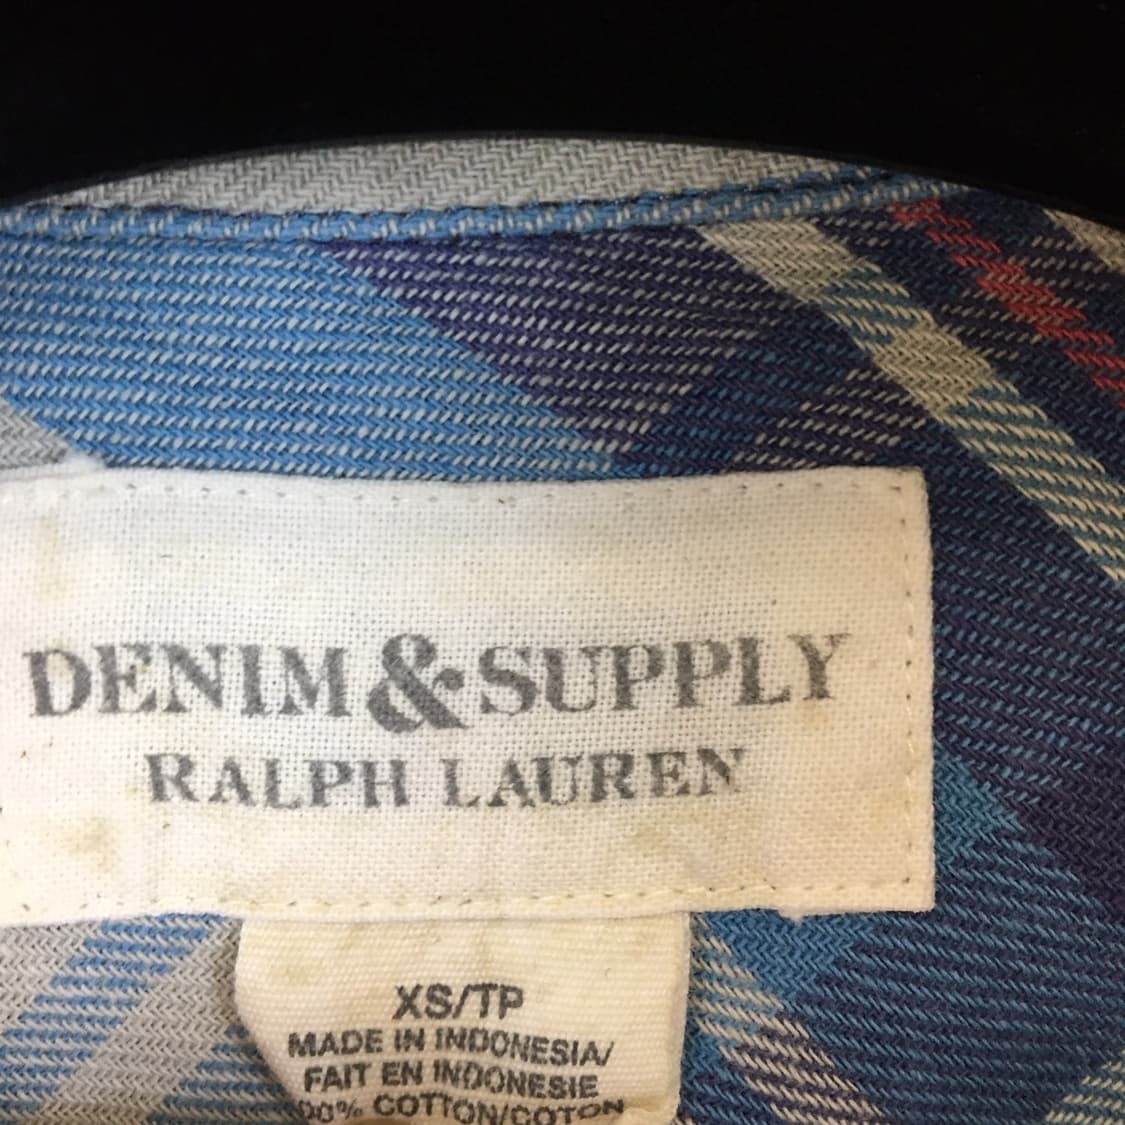 DENIM&SUPPLY
RALPH LAUREN
XS/TP
MADE IN INDONESIA/
FAIT EN INDONESIE
COTTON/COTON